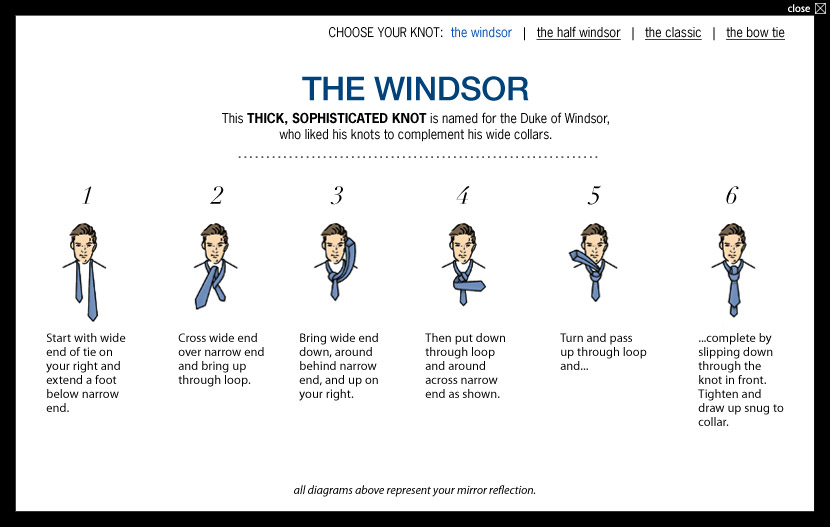 close
CHOOSE YOUR KNOT: the windsor | the half windsor | the classic | the bow tie
THE WINDSOR
This THICK, SOPHISTICATED KNOT is named for the Duke of Windsor,
who liked his knots to complement his wide collars.
1
Start with wide
end of tie on
your right and
extend a foot
below narrow
end.
2
Cross wide end
over narrow end
and bring up
through loop.
3
Bring wide end
down, around
behind narrow
end, and up on
your right.
4
Then put down
through loop
and around
across narrow
end as shown.
5
Turn and pass
up through loop
and...
6
...complete by
slipping down
through the
knot in front.
Tighten and
draw up snug to
collar.
all diagrams above represent your mirror reflection.